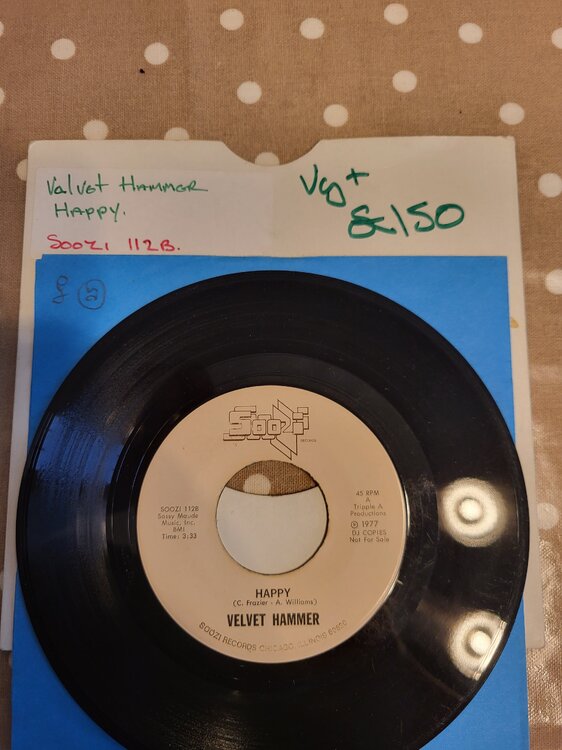 Valvet Hammer
Happy.
Soozi 112B.
Vg+
£150
£ 55
Soozi
RECORDS
SOOZI 112B
Sassy Maude
Music, Inc.
BMI
Time: 3:33
45 RPM
A
Tripple A
Productions
Ⓟ 1977
DJ COPIES
Not For Sale
HAPPY
(C. Frazier - A. Williams)
VELVET HAMMER
SOOZI RECORDS CHICAGO, ILLINOIS 60620